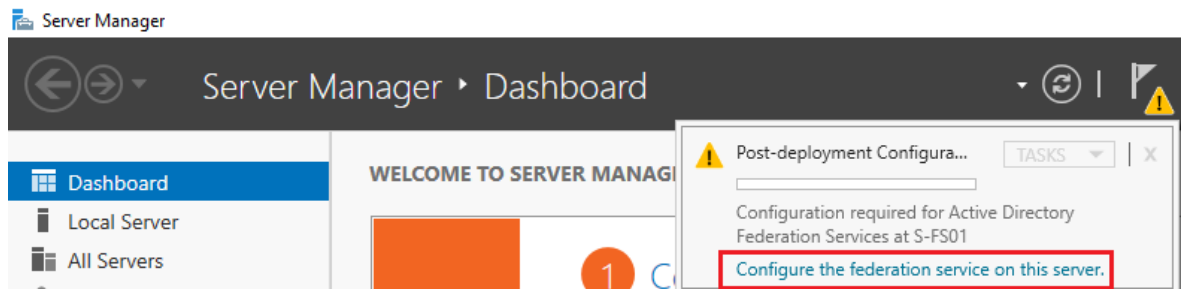 Server Manager
Server Manager • Dashboard
Post-deployment Configura...
TASKS
X
Configuration required for Active Directory
Federation Services at S-FS01
Configure the federation service on this server.
Dashboard
Local Server
All Servers
WELCOME TO SERVER MANAG
1